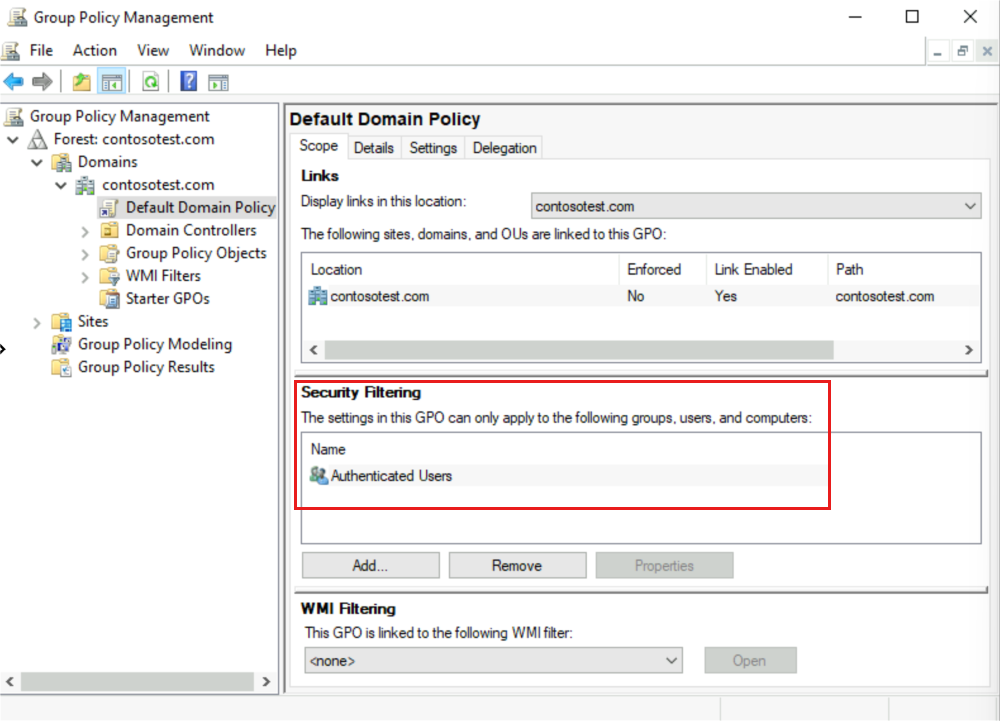 Group Policy Management
File Action View Window Help
Group Policy Management
Forest: contosotest.com
Domains
contosotest.com
Default Domain Policy
Domain Controllers
Group Policy Objects
WMI Filters
Starter GPOs
Sites
Group Policy Modeling
Group Policy Results
Default Domain Policy
Scope Details Settings Delegation
Links
Display links in this location: contosotest.com
The following sites, domains, and OUs are linked to this GPO:
Location Enforced Link Enabled Path
contosotest.com No Yes contosotest.com
Security Filtering
The settings in this GPO can only apply to the following groups, users, and computers:
Name
Authenticated Users
Add... Remove Properties
WMI Filtering
This GPO is linked to the following WMI filter:
<none> Open